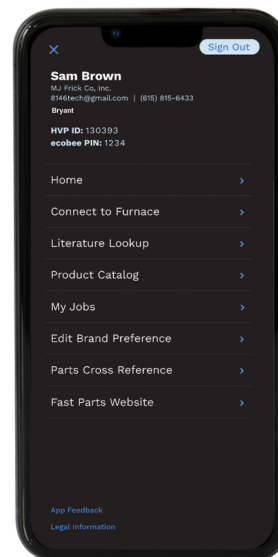 Sign Out
Sam Brown
MJ Frick Co, Inc.
8146tech@gmail.com | (615) 815-6433
Bryant
HVP ID: 130393
ecobee PIN: 1234
Home
Connect to Furnace
Literature Lookup
Product Catalog
My Jobs
Edit Brand Preference
Parts Cross Reference
Fast Parts Website
App Feedback
Legal Information